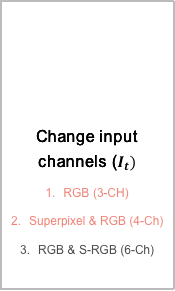 Change input
channels (𝑰𝒕)
1. RGB (3-CH)
2. Superpixel & RGB (4-Ch)
3. RGB & S-RGB (6-Ch)